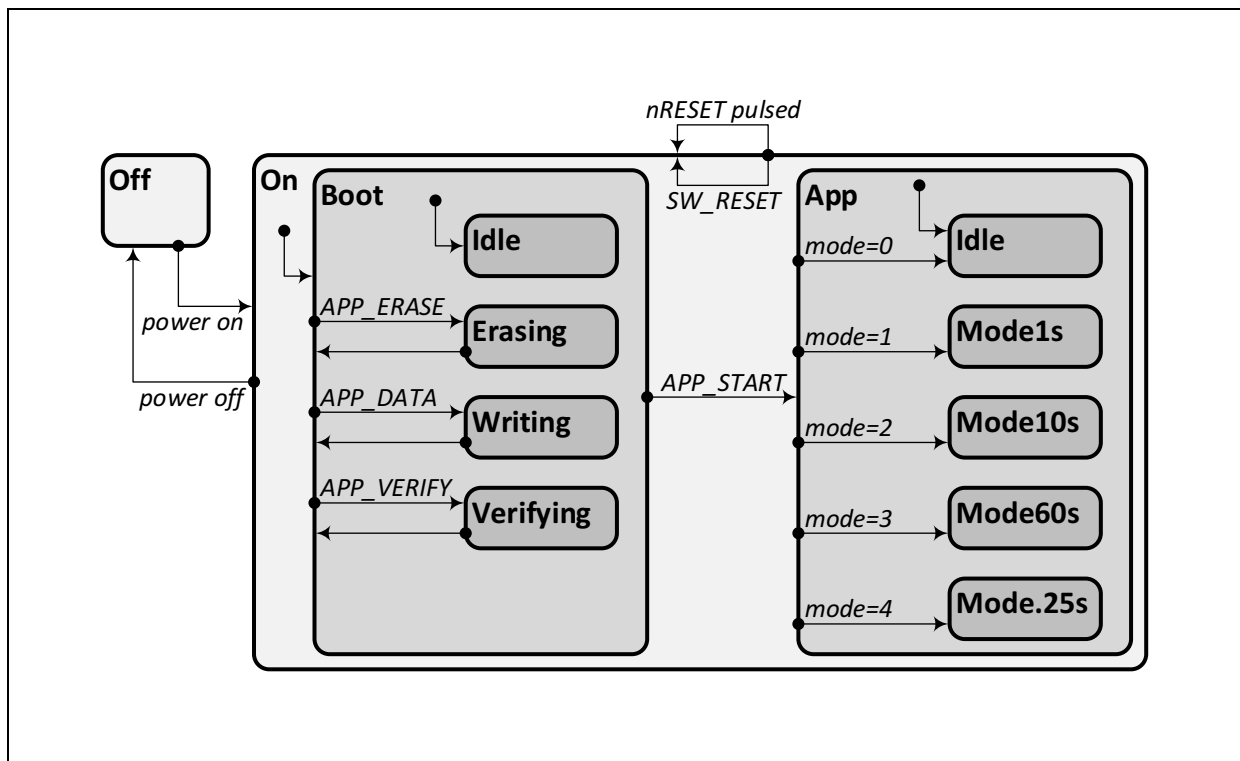 nRESET pulsed
SW_RESET
Off
power on
power off
On
Boot
Idle
APP_ERASE
Erasing
APP_DATA
Writing
APP_VERIFY
Verifying
APP_START
App
Idle
mode=0
mode=1
Mode1s
mode=2
Mode10s
mode=3
Mode60s
mode=4
Mode.25s